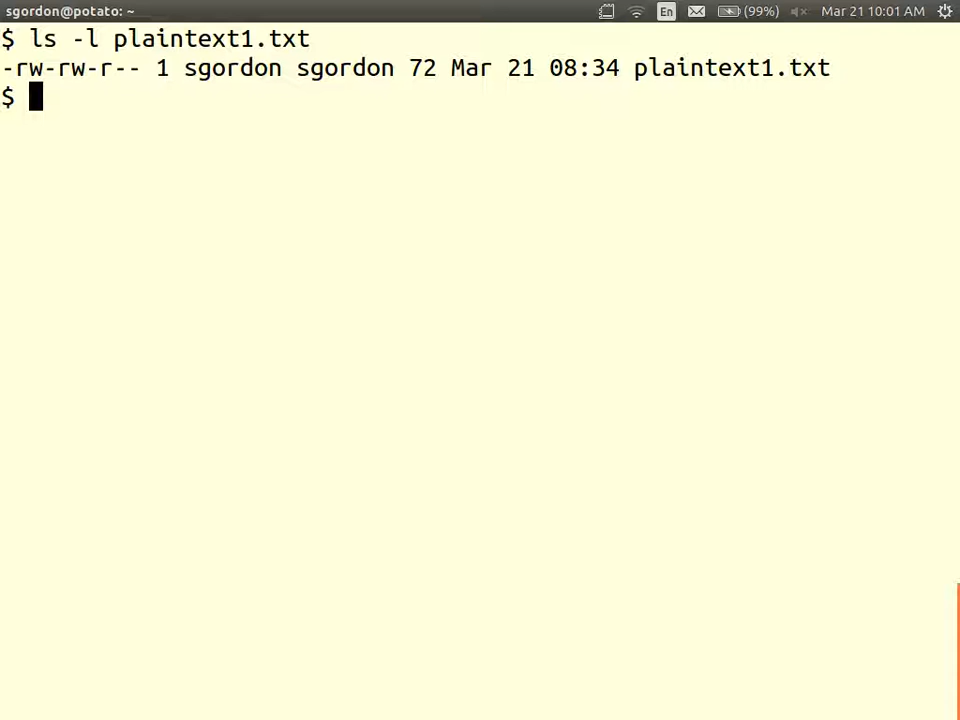 sgordon@potato: ~ En (99%) Mar 21 10:01 AM
$ ls -l plaintext1.txt
-rw-rw-r-- 1 sgordon sgordon 72 Mar 21 08:34 plaintext1.txt
$